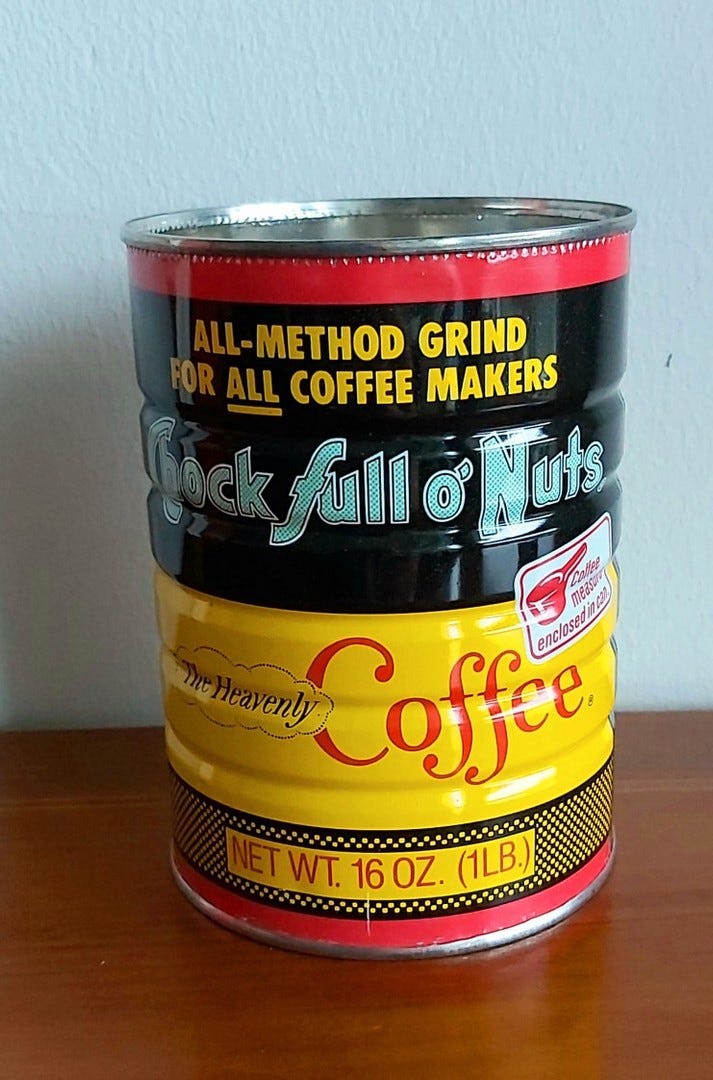 ALL-METHOD GRIND
FOR ALL COFFEE MAKERS
Chock full o' Nuts
Coffee
measure
enclosed in can.
The Heavenly Coffee®
NET WT. 16 OZ. (1LB.)